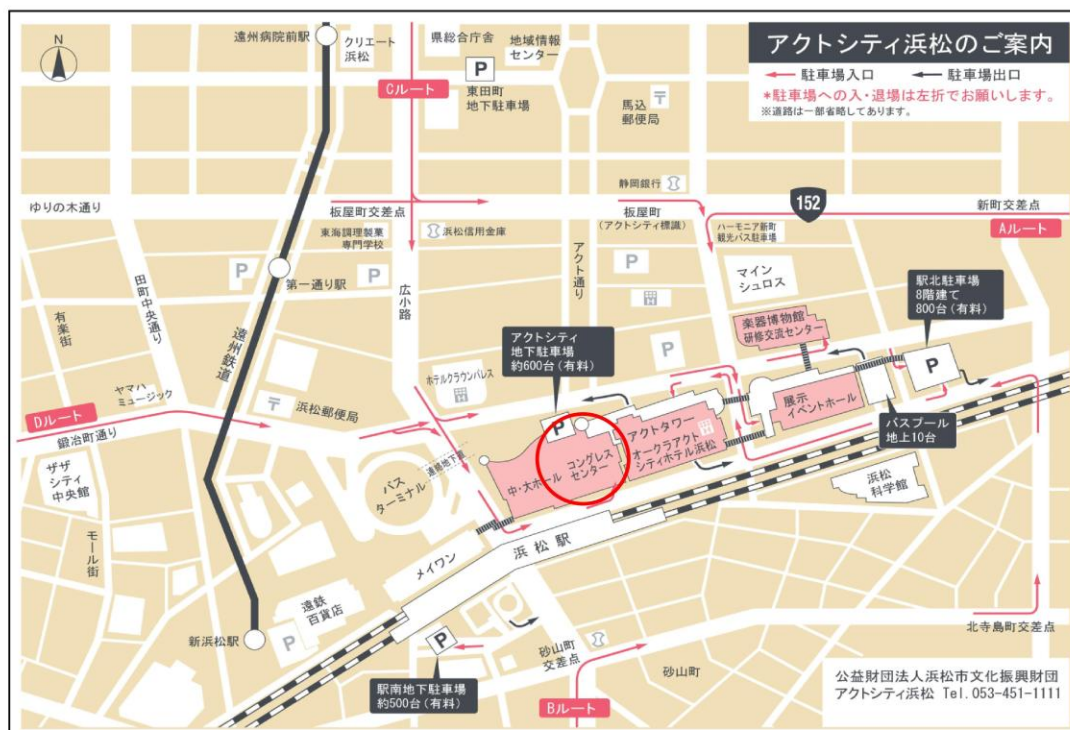 アクトシティ浜松のご案内
駐車場入口
駐車場出口
*駐車場への入・退場は左折でお願いします。
※道路は一部省略してあります。
N
遠州病院前駅
クリエート
浜松
県総合庁舎
地域情報
センター
P
東田町
地下駐車場
Cルート
馬込
郵便局
静岡銀行
152
ゆりの木通り
板屋町交差点
板屋町
(アクトシティ標識)
新町交差点
Aルート
ハーモニア新町
観光バス駐車場
東海調理製菓
専門学校
浜松信用金庫
P
第一通り駅
P
P
マイン
シュロス
駅北駐車場
8階建て
800台(有料)
田町中央通り
有楽街
遠州鉄道
広小路
アクト通り
アクトシティ
地下駐車場
約600台(有料)
楽器博物館
研修交流センター
P
P
ホテルクラウンパレス
ヤマハ
ミュージック
Dルート
鍛冶町通り
浜松郵便局
P
アクトタワー
オークラアクト
シティホテル浜松
展示
イベントホール
バスプール
地上10台
ザザ
シティ
中央館
バス
ターミナル
連絡地下道
中・大ホール
コングレス
センター
浜松
科学館
モール街
メイワン
浜松駅
遠鉄
百貨店
新浜松駅
P
P
駅南地下駐車場
約500台(有料)
砂山町
交差点
砂山町
Bルート
北寺島町交差点
公益財団法人浜松市文化振興財団
アクトシティ浜松 Tel.053-451-1111